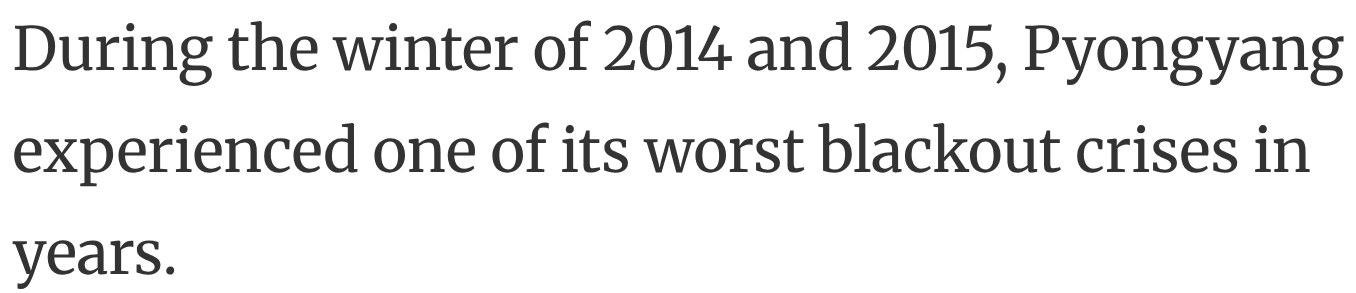 During the winter of 2014 and 2015, Pyongyang
experienced one of its worst blackout crises in
years.